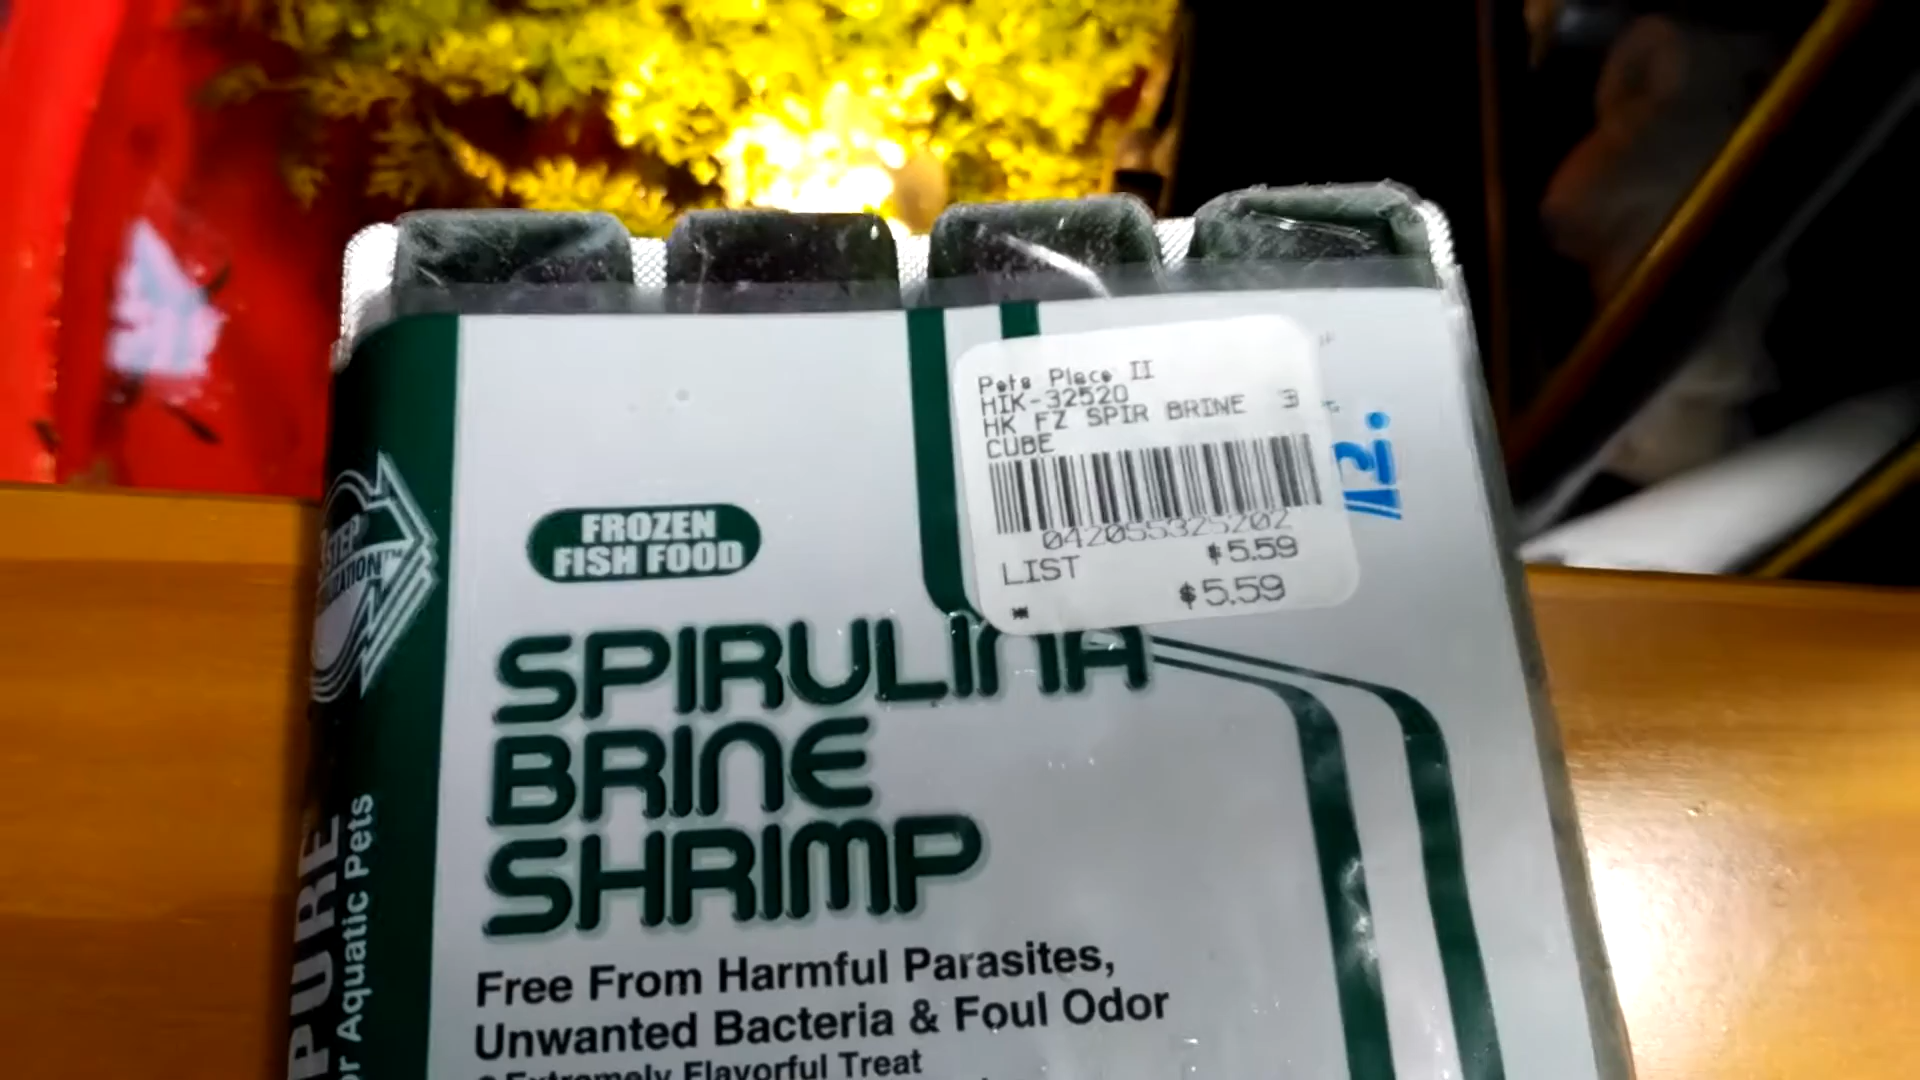 Pets Place II
HIK-32520
HK FZ SPIR BRINE 3
CUBE
042055325202
LIST $5.59
$5.59
12.
FROZEN
FISH FOOD
STEP
SPIRULINA
BRINE
SHRIMP
Free From Harmful Parasites,
Unwanted Bacteria & Foul Odor
Extremely Flavorful Treat
PURE
or Aquatic Pets